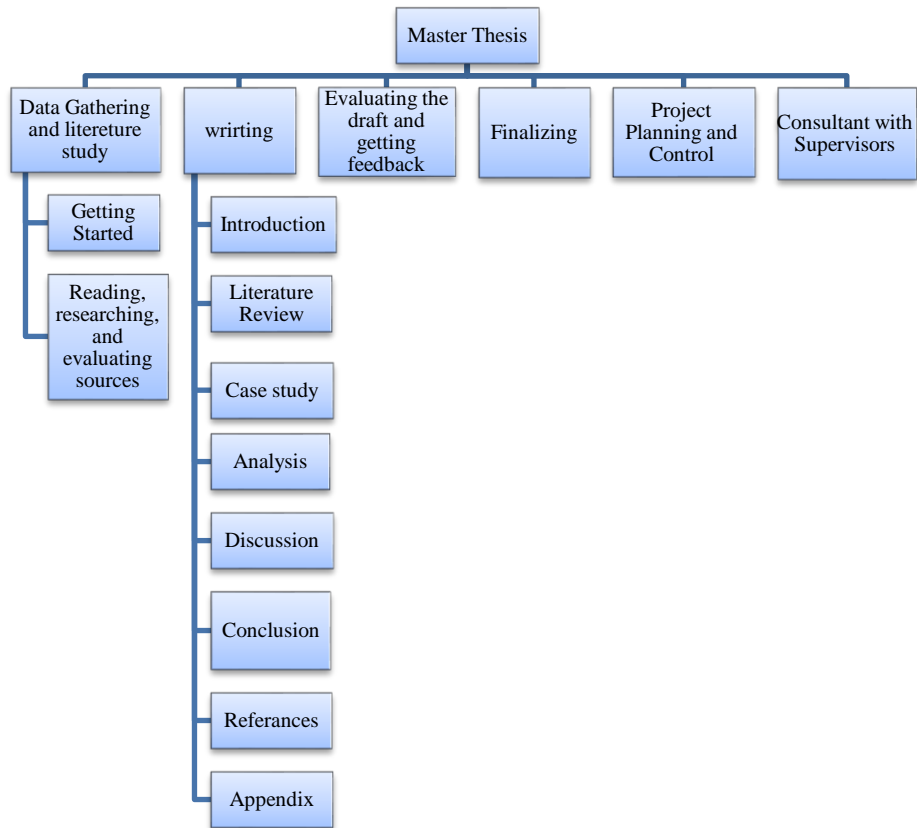 Master Thesis
Data Gathering
and litereture
study
wrirting
Evaluating the
draft and
getting
feedback
Finalizing
Project
Planning and
Control
Consultant with
Supervisors
Getting
Started
Reading,
researching,
and
evaluating
sources
Introduction
Literature
Review
Case study
Analysis
Discussion
Conclusion
Referances
Appendix